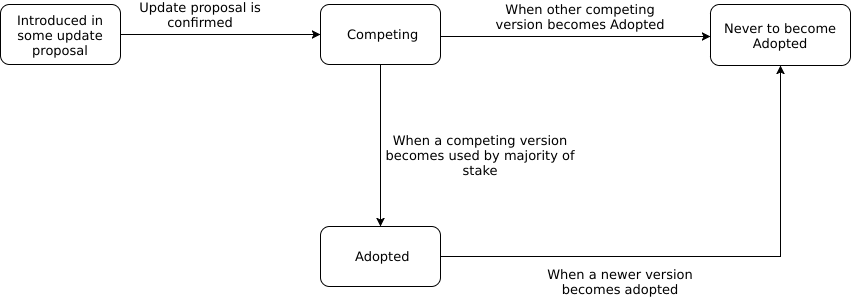 Introduced in
some update
proposal
Update proposal is
confirmed
Competing
When other competing
version becomes Adopted
Never to become
Adopted
When a competing version
becomes used by majority of
stake
Adopted
When a newer version
becomes adopted